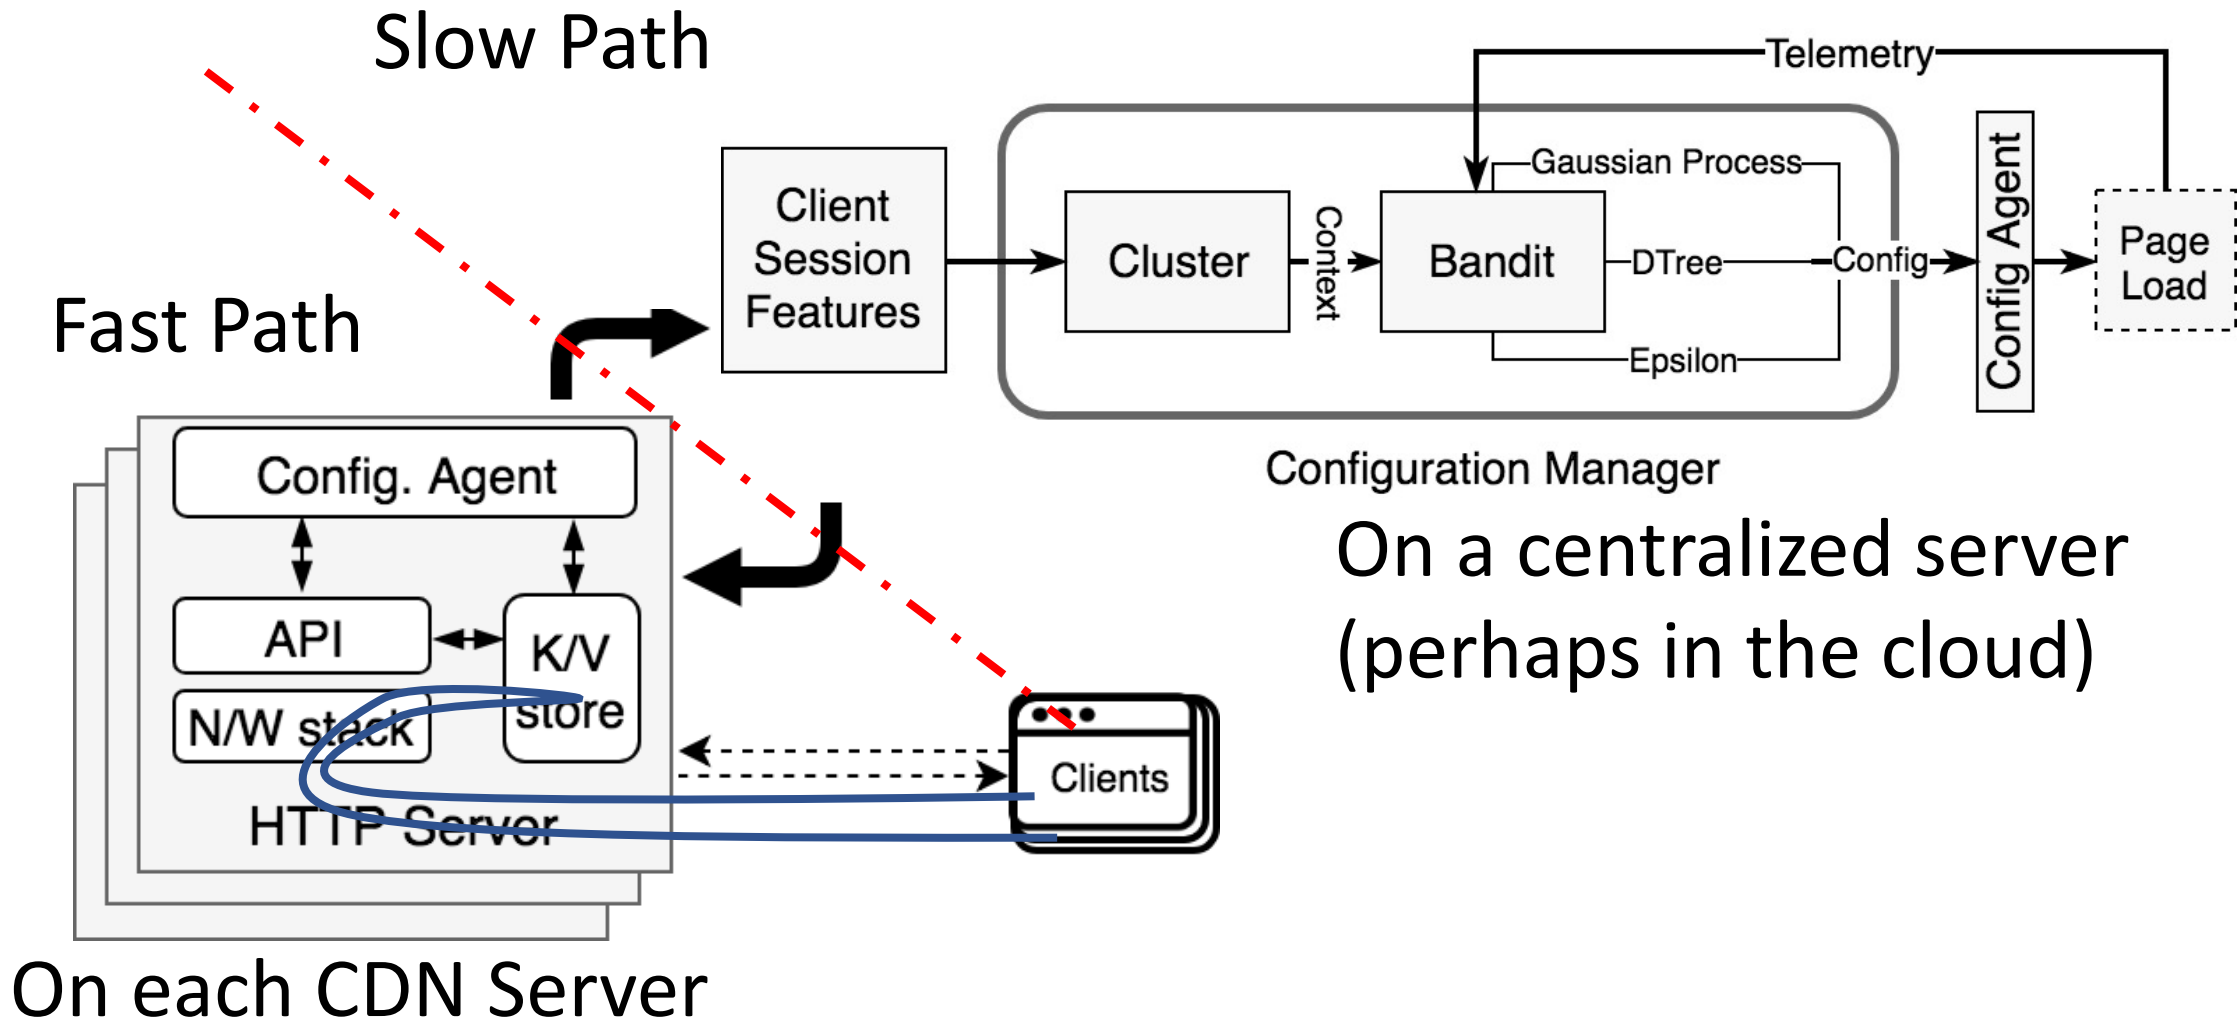 Slow Path
Telemetry
Gaussian Process
Client
Session
Features
Cluster
Context
Bandit
DTree
Config
Config Agent
Page
Load
Epsilon
Fast Path
Configuration Manager
Config. Agent
On a centralized server
(perhaps in the cloud)
API
K/V
store
N/W stack
Clients
HTTP Server
On each CDN Server